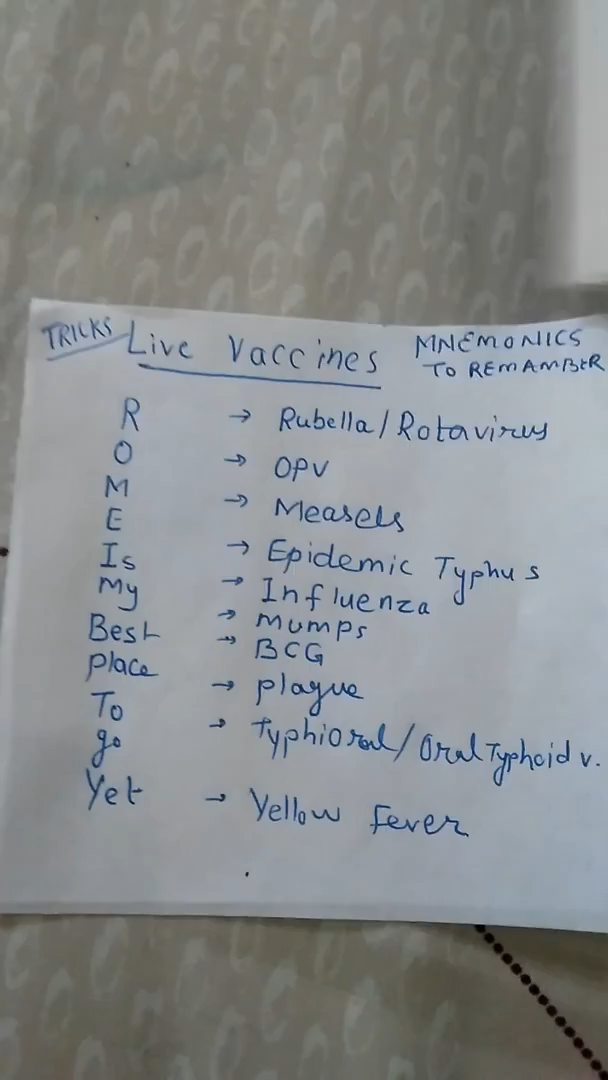 TRICKS Live Vaccines MNEMONICS
TO REMAMBER
R → Rubella/Rotavirus
O → OPV
M → Measels
E → Epidemic Typhus
Is → Influenza
My → Mumps
Best → BCG
place → plague
To → Typhioral/Oral Typhoid v.
go
Yet → Yellow Fever